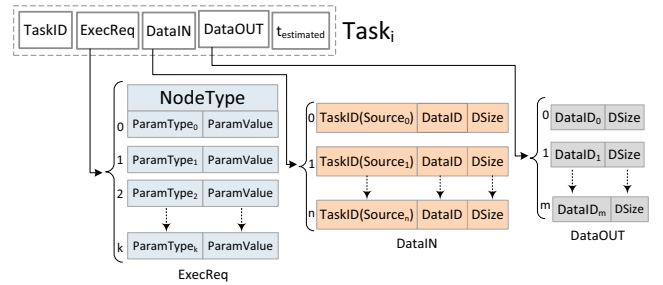 TaskID ExecReq DataIN DataOUT t_estimated Task_i
NodeType
0 ParamType_0 ParamValue
1 ParamType_1 ParamValue
2 ParamType_2 ParamValue
k ParamType_k ParamValue
ExecReq
0 TaskID(Source_0) DataID DSize
1 TaskID(Source_1) DataID DSize
n TaskID(Source_n) DataID DSize
DataIN
0 DataID_0 DSize
1 DataID_1 DSize
m DataID_m DSize
DataOUT